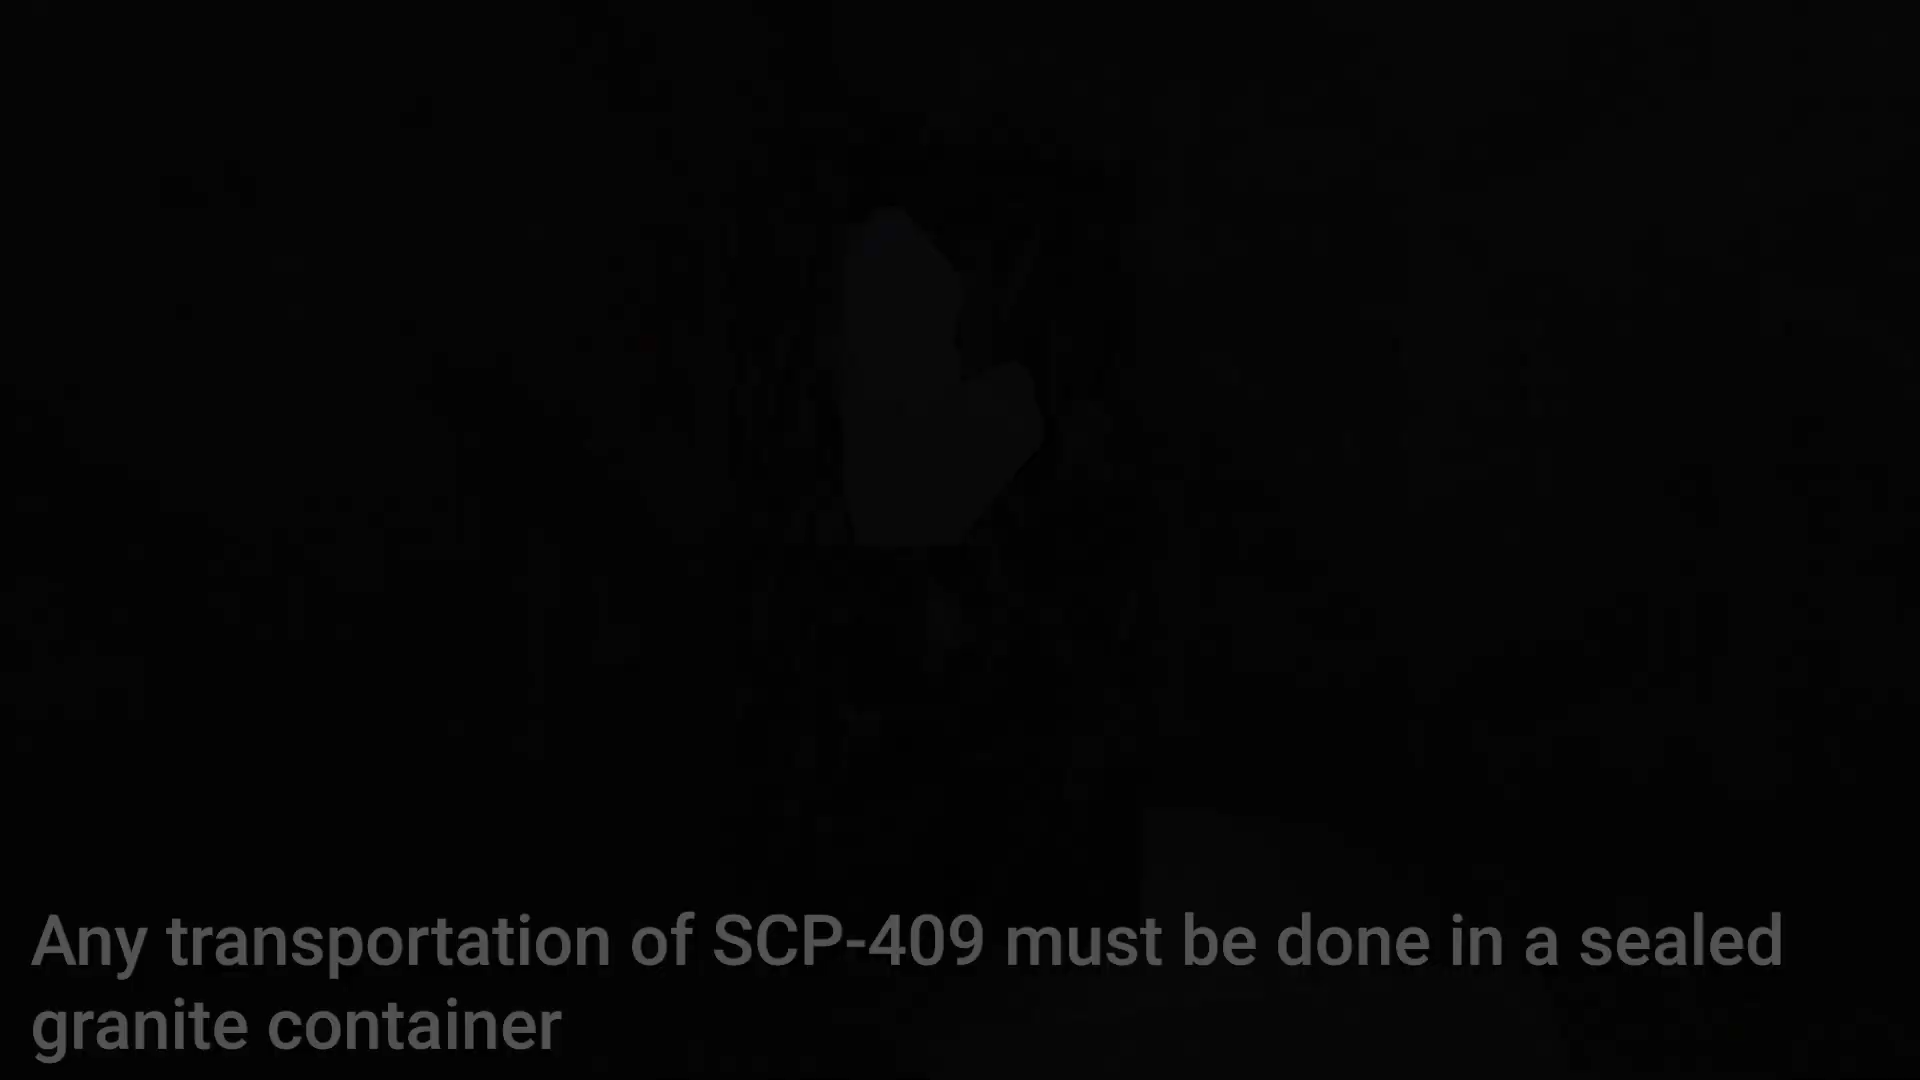 Any transportation of SCP-409 must be done in a sealed
granite container